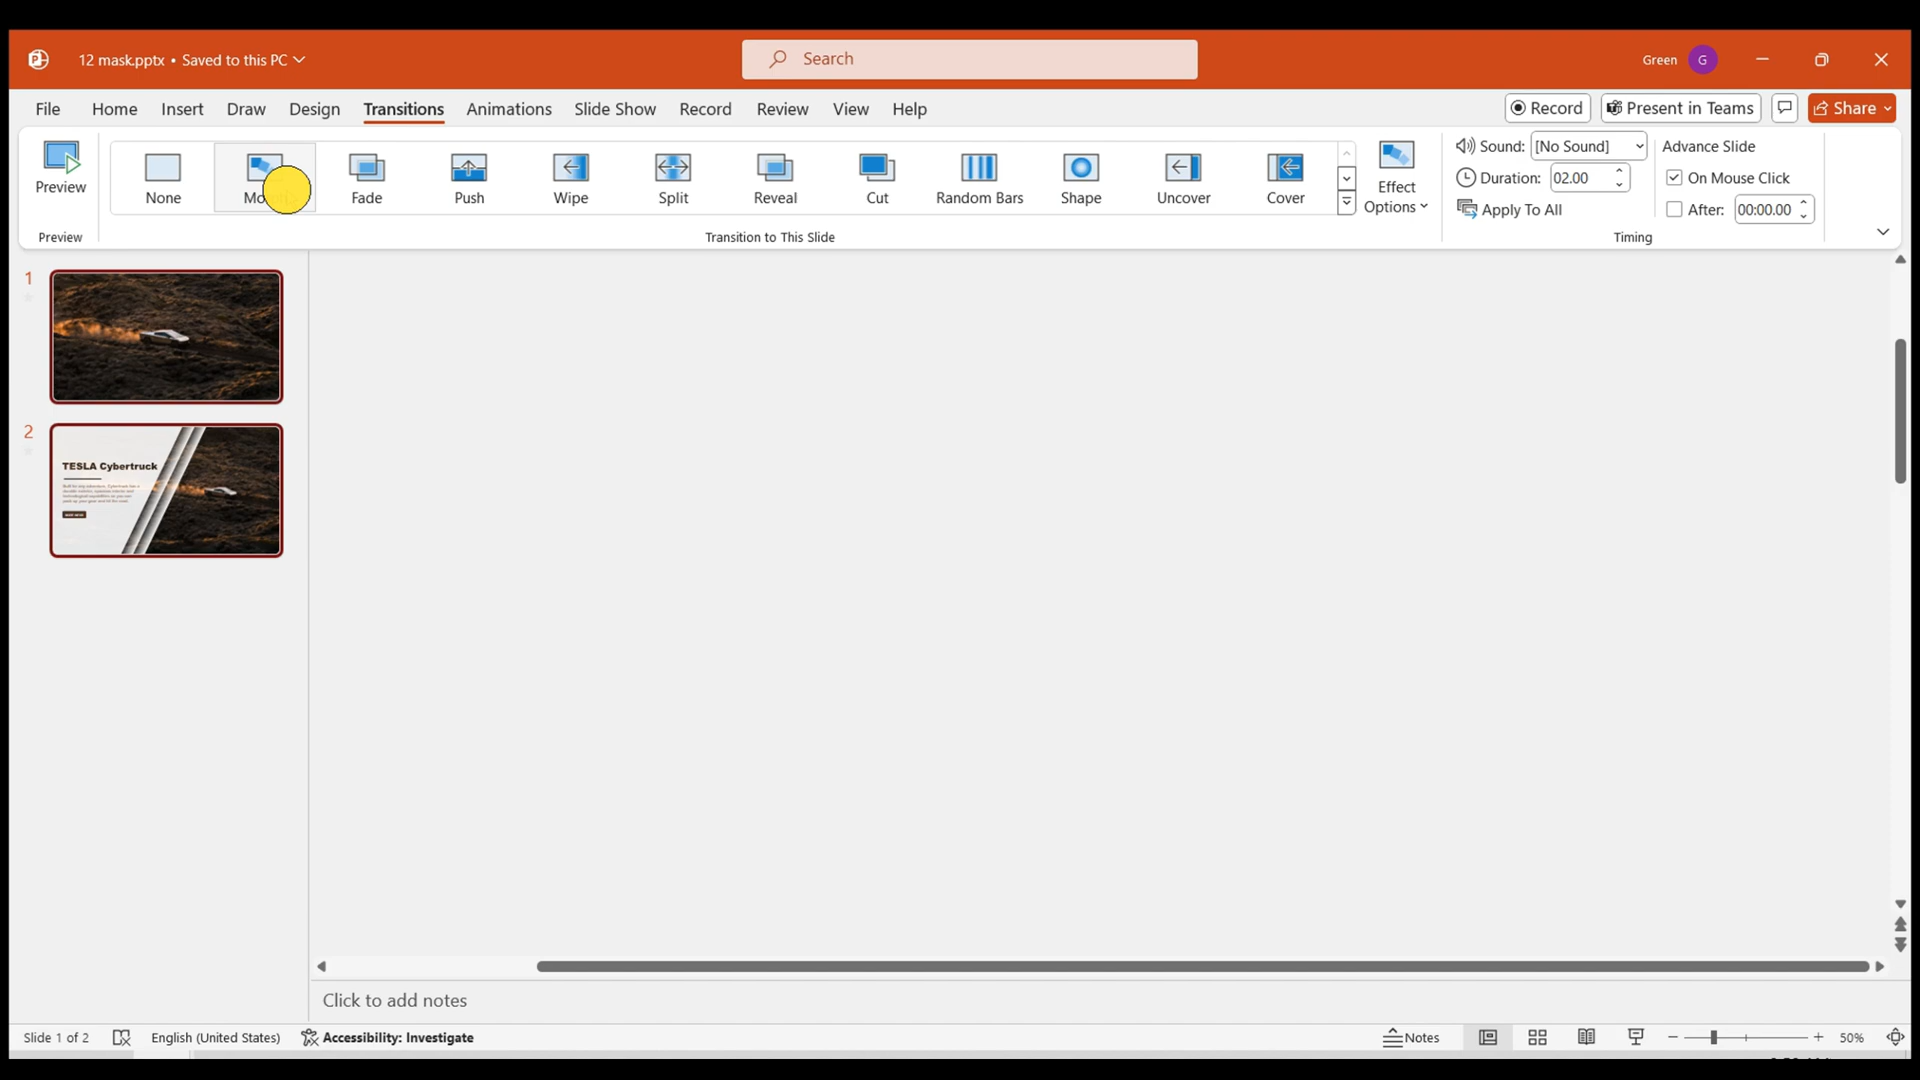 12 mask.pptx • Saved to this PC
Search
Green
G
File
Home
Insert
Draw
Design
Transitions
Animations
Slide Show
Record
Review
View
Help
Record
Present in Teams
Share
Preview
None
Fade
Push
Wipe
Split
Reveal
Cut
Random Bars
Shape
Uncover
Cover
Effect
Options
Sound: [No Sound]
Duration: 02.00
Apply To All
Advance Slide
On Mouse Click
After: 00:00.00
Preview
Transition to This Slide
Timing
1
2
TESLA Cybertruck
Click to add notes
Slide 1 of 2
English (United States)
Accessibility: Investigate
Notes
50%